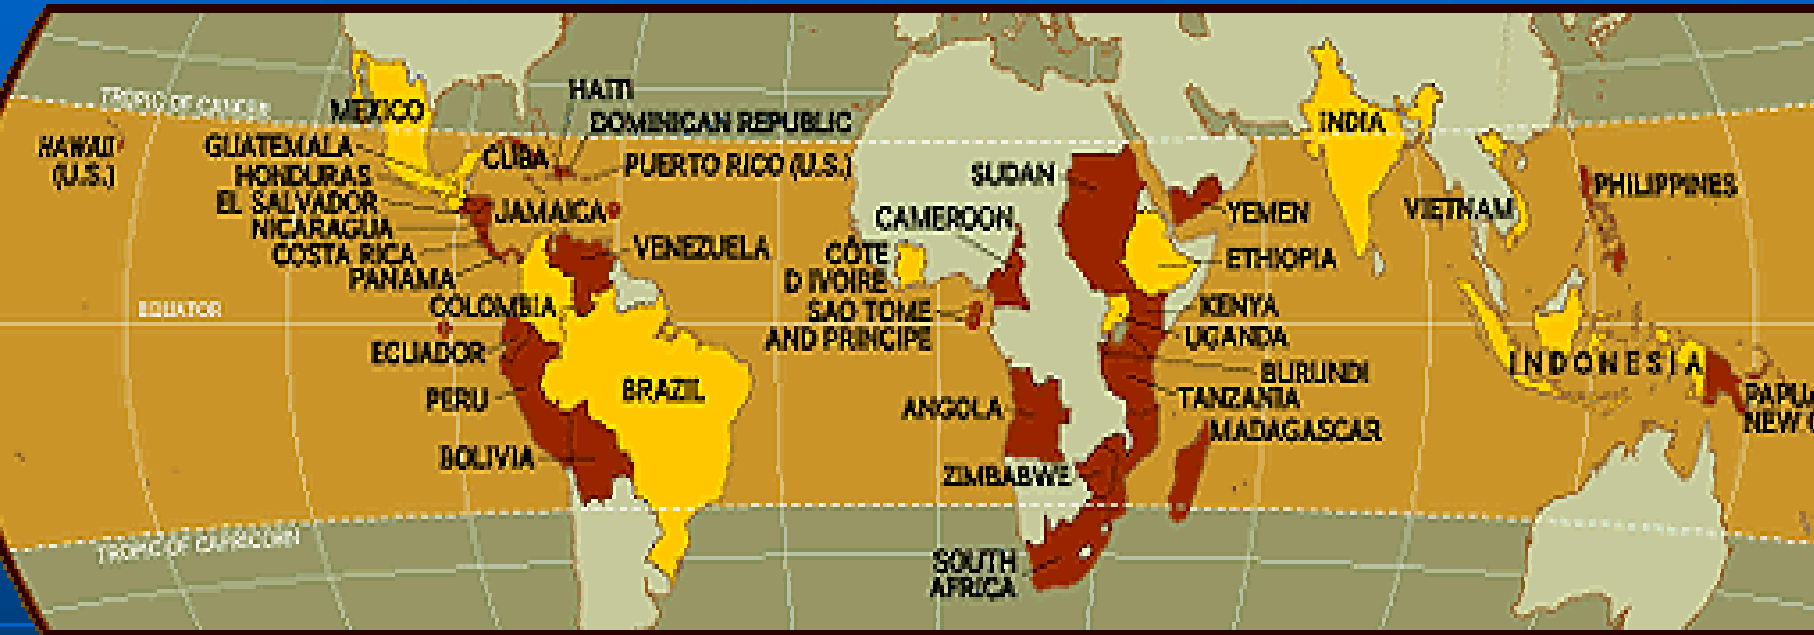 TROPIC OF CANCER
HAWAII
(U.S.)
MEXICO
GUATEMALA
HONDURAS
EL SALVADOR
NICARAGUA
COSTA RICA
PANAMA
CUBA
HAITI
DOMINICAN REPUBLIC
PUERTO RICO (U.S.)
JAMAICA
VENEZUELA
COLOMBIA
EQUATOR
ECUADOR
PERU
BRAZIL
BOLIVIA
TROPIC OF CAPRICORN
SUDAN
CAMEROON
CÔTE
D IVOIRE
SAO TOME
AND PRINCIPE
ANGOLA
ZIMBABWE
SOUTH
AFRICA
YEMEN
ETHIOPIA
KENYA
UGANDA
BURUNDI
TANZANIA
MADAGASCAR
INDIA
VIETNAM
PHILIPPINES
INDONESIA
PAPUA
NEW G